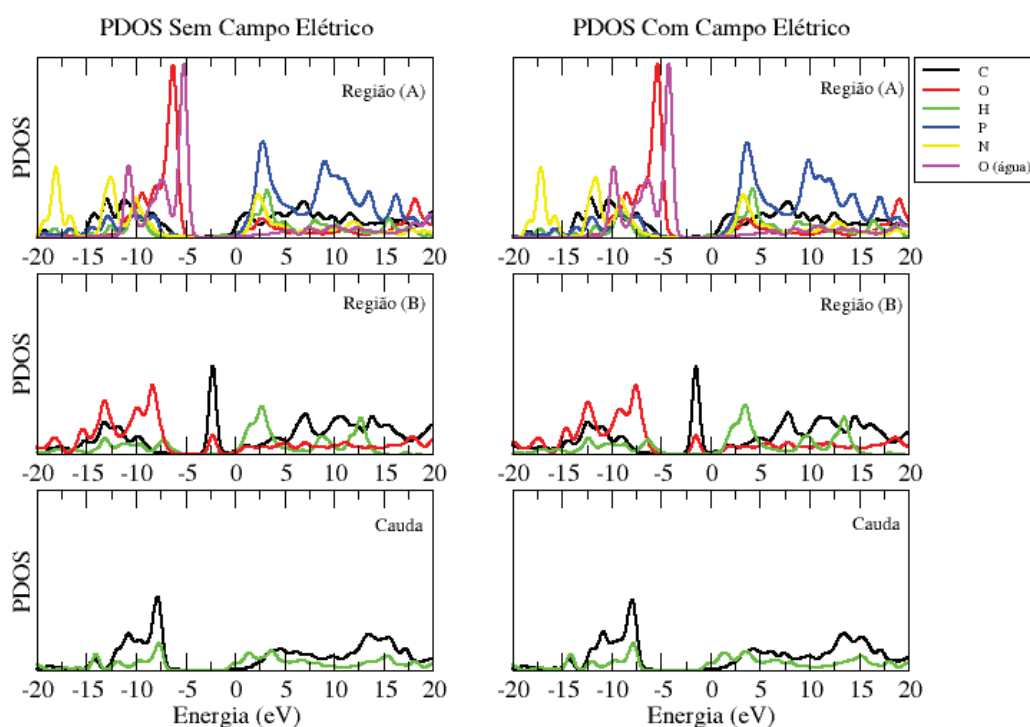 PDOS Sem Campo Elétrico
PDOS Com Campo Elétrico
PDOS
Região (A)
-20 -15 -10 -5 0 5 10 15 20
Região (A)
-20 -15 -10 -5 0 5 10 15 20
C
O
H
P
N
O (água)
PDOS
Região (B)
-20 -15 -10 -5 0 5 10 15 20
Região (B)
-20 -15 -10 -5 0 5 10 15 20
PDOS
Cauda
-20 -15 -10 -5 0 5 10 15 20
Energia (eV)
Cauda
-20 -15 -10 -5 0 5 10 15 20
Energia (eV)